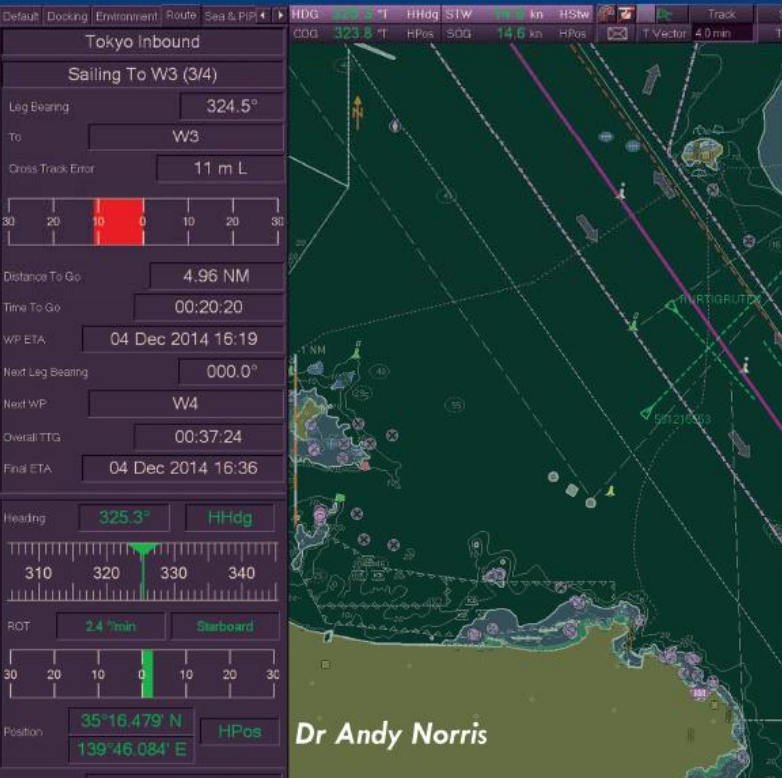 Default Docking Environment Route Sea & PIP
HDG 325.3 °T HHdg STW 14.6 kn HStw Track
COG 323.8 °T HPos SOG 14.6 kn HPos T Vector 4.0 min
Tokyo Inbound
Sailing To W3 (3/4)
Leg Bearing 324.5°
To W3
Cross Track Error 11 m L
30 20 10 0 10 20 30
Distance To Go 4.96 NM
Time To Go 00:20:20
WP ETA 04 Dec 2014 16:19
Next Leg Bearing 000.0°
Next WP W4
Overall TTG 00:37:24
Final ETA 04 Dec 2014 16:36
Heading 325.3° HHdg
310 320 330 340
ROT 2.4 °/min Starboard
30 20 10 0 10 20 30
Position 35°16.479' N HPos
139°46.084' E
N
HURTIGRUTEN
1 NM
Dr Andy Norris